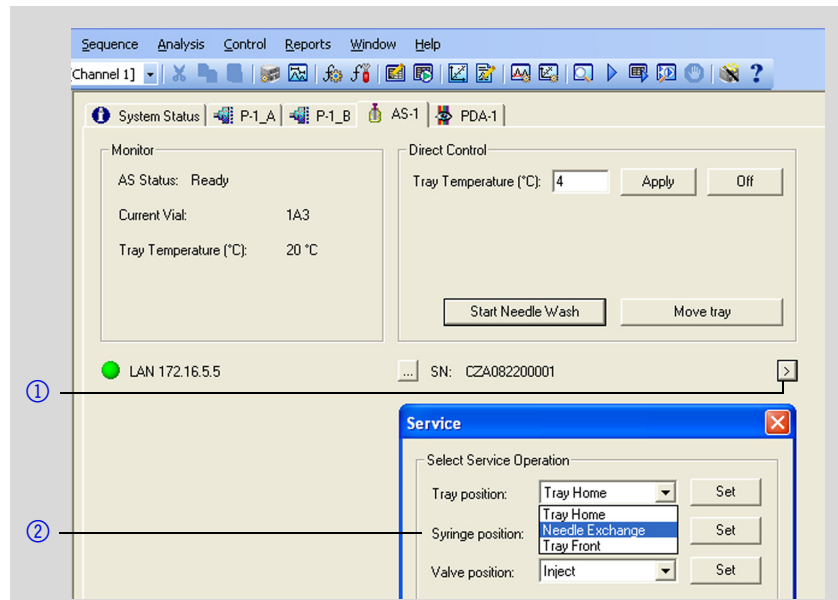 Sequence Analysis Control Reports Window Help
Channel 1]
System Status P-1_A P-1_B AS-1 PDA-1
Monitor
AS Status: Ready
Current Vial: 1A3
Tray Temperature (°C): 20 °C
Direct Control
Tray Temperature (°C): 4 Apply Off
Start Needle Wash Move tray
LAN 172.16.5.5 ... SN: CZA082200001 >
①
Service
Select Service Operation
Tray position: Tray Home Set
Tray Home
Needle Exchange
Tray Front
② Syringe position: Set
Valve position: Inject Set